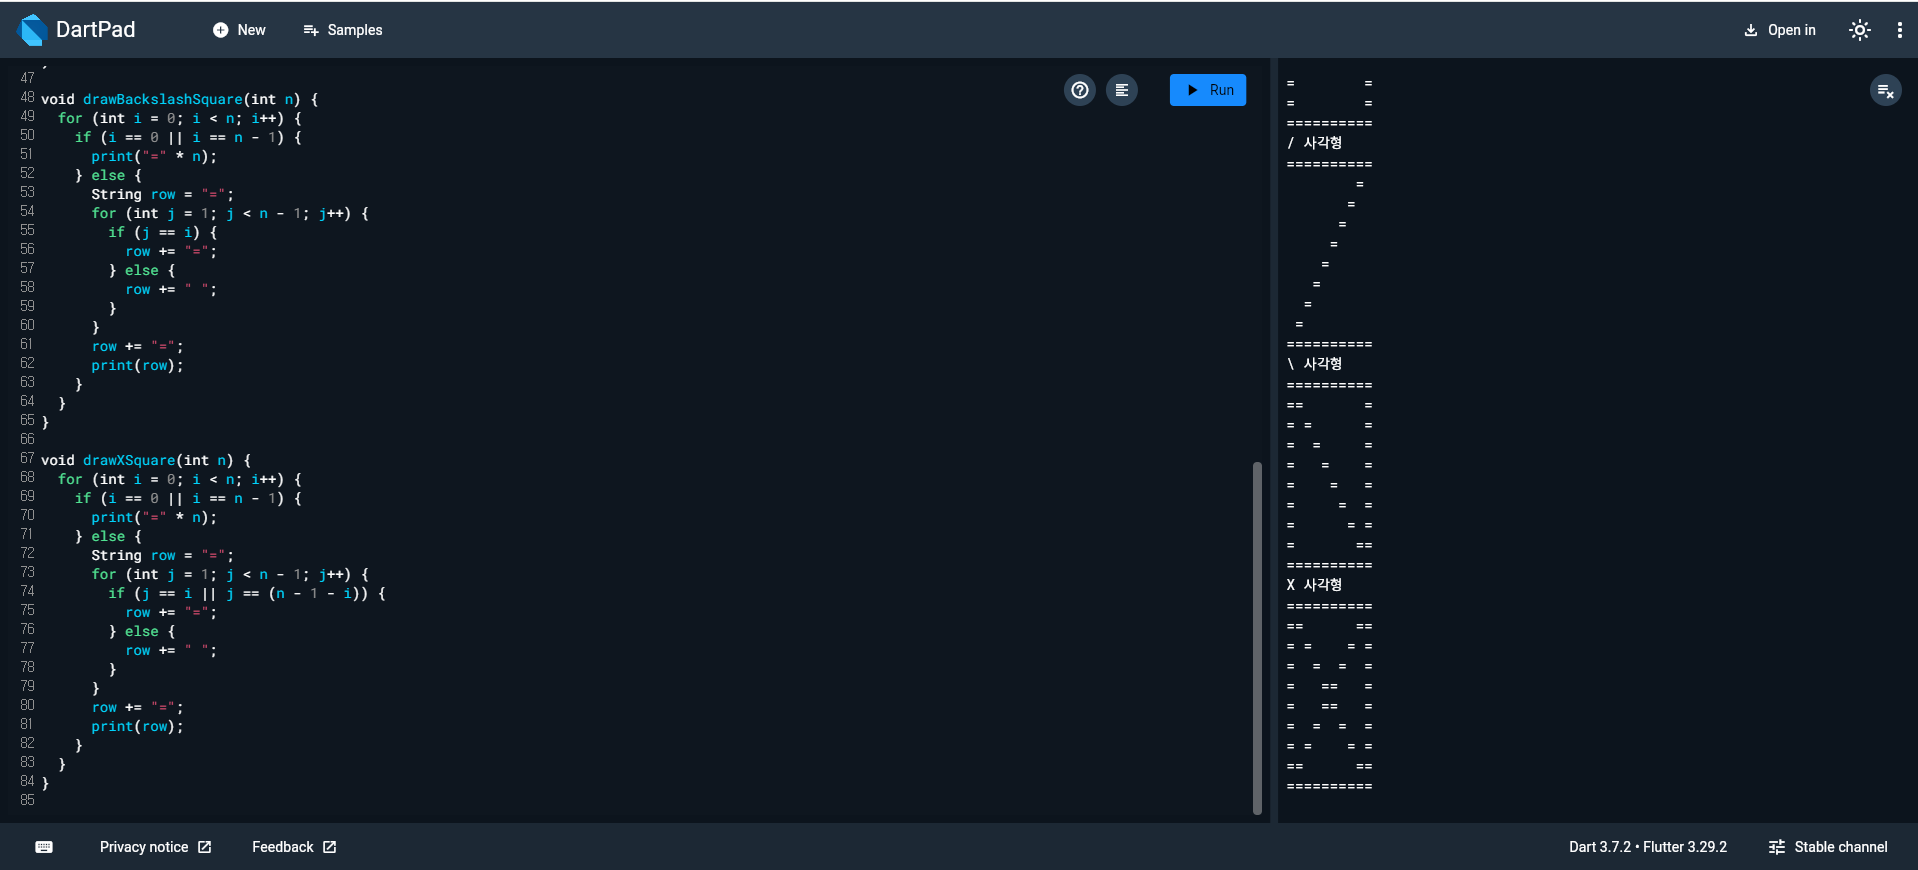 DartPad
New
Samples
Open in
47 }
48 void drawBackslashSquare(int n) {
49   for (int i = 0; i < n; i++) {
50     if (i == 0 || i == n - 1) {
51       print("=" * n);
52     } else {
53       String row = "=";
54       for (int j = 1; j < n - 1; j++) {
55         if (j == i) {
56           row += "=";
57         } else {
58           row += " ";
59         }
60       }
61       row += "=";
62       print(row);
63     }
64   }
65 }
66
67 void drawXSquare(int n) {
68   for (int i = 0; i < n; i++) {
69     if (i == 0 || i == n - 1) {
70       print("=" * n);
71     } else {
72       String row = "=";
73       for (int j = 1; j < n - 1; j++) {
74         if (j == i || j == (n - 1 - i)) {
75           row += "=";
76         } else {
77           row += " ";
78         }
79       }
80       row += "=";
81       print(row);
82     }
83   }
84 }
85
Run
=        =
=        =
==========
/ 사각형
==========
        =
       =
      =
     =
    =
   =
  =
 =
==========
\ 사각형
==========
==       =
= =      =
=  =     =
=   =    =
=    =   =
=     =  =
=      = =
=       ==
==========
X 사각형
==========
==      ==
= =    = =
=  =  =  =
=   ==   =
=   ==   =
=  =  =  =
= =    = =
==      ==
==========
Privacy notice
Feedback
Dart 3.7.2 • Flutter 3.29.2
Stable channel